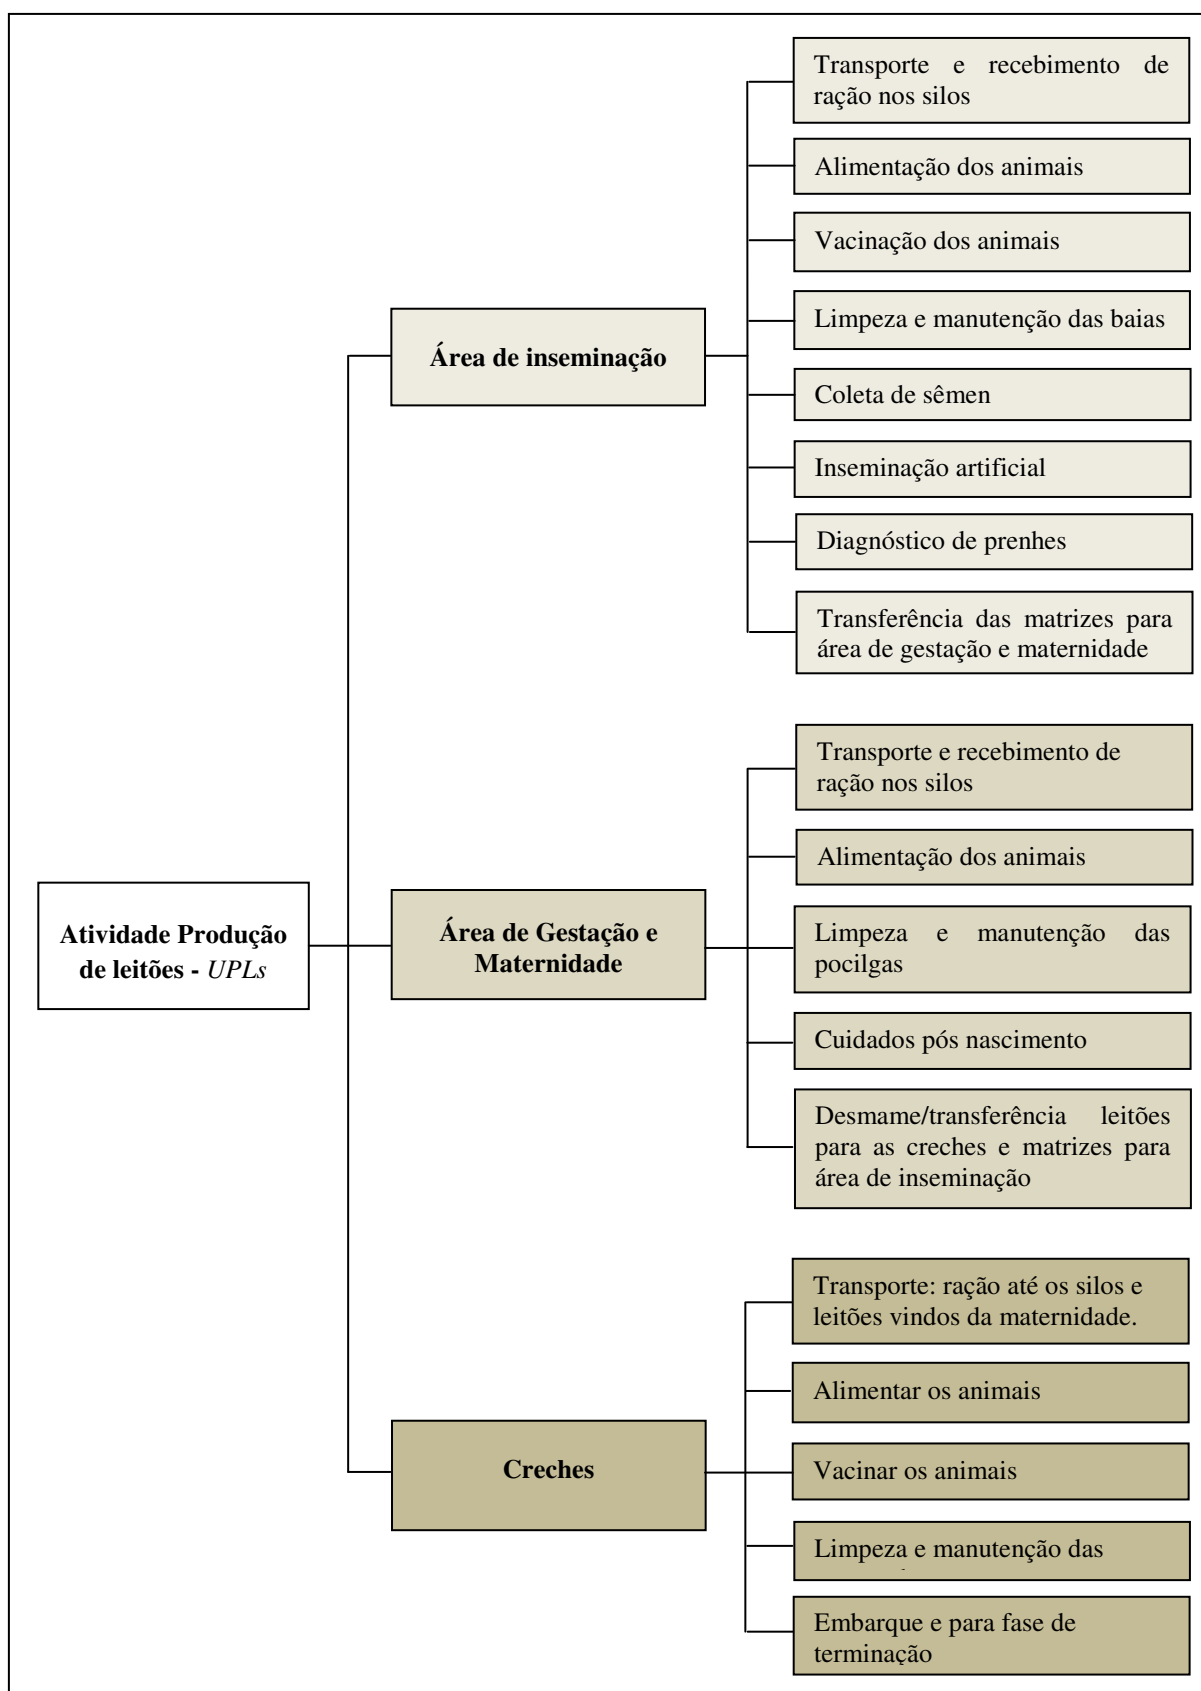 Transporte e recebimento de
ração nos silos
Alimentação dos animais
Vacinação dos animais
Limpeza e manutenção das baias
Área de inseminação
Coleta de sêmen
Inseminação artificial
Diagnóstico de prenhes
Transferência das matrizes para
área de gestação e maternidade
Transporte e recebimento de
ração nos silos
Alimentação dos animais
Atividade Produção
de leitões - UPLs
Área de Gestação e
Maternidade
Limpeza e manutenção das
pocilgas
Cuidados pós nascimento
Desmame/transferência leitões
para as creches e matrizes para
área de inseminação
Transporte: ração até os silos e
leitões vindos da maternidade.
Alimentar os animais
Creches
Vacinar os animais
Limpeza e manutenção das
Embarque e para fase de
terminação